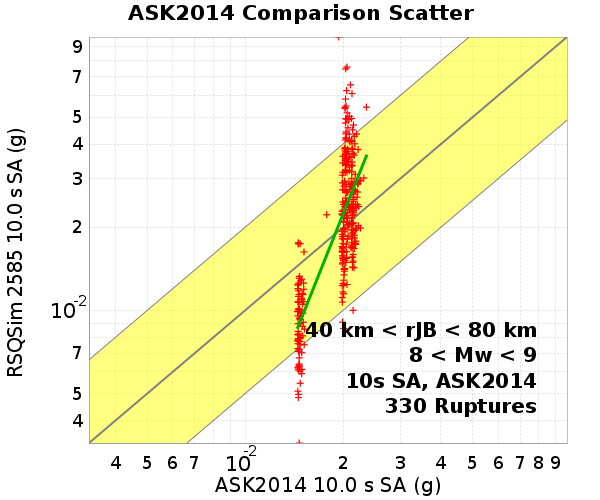 ASK2014 Comparison Scatter
RSQSim 2585 10.0 s SA (g)
9
7
5
4
3
2
10-2
7
5
4
40 km < rJB < 80 km
8 < Mw < 9
10s SA, ASK2014
330 Ruptures
4 5 6 7 10-2 2 3 4 5 6 7 8 9
ASK2014 10.0 s SA (g)